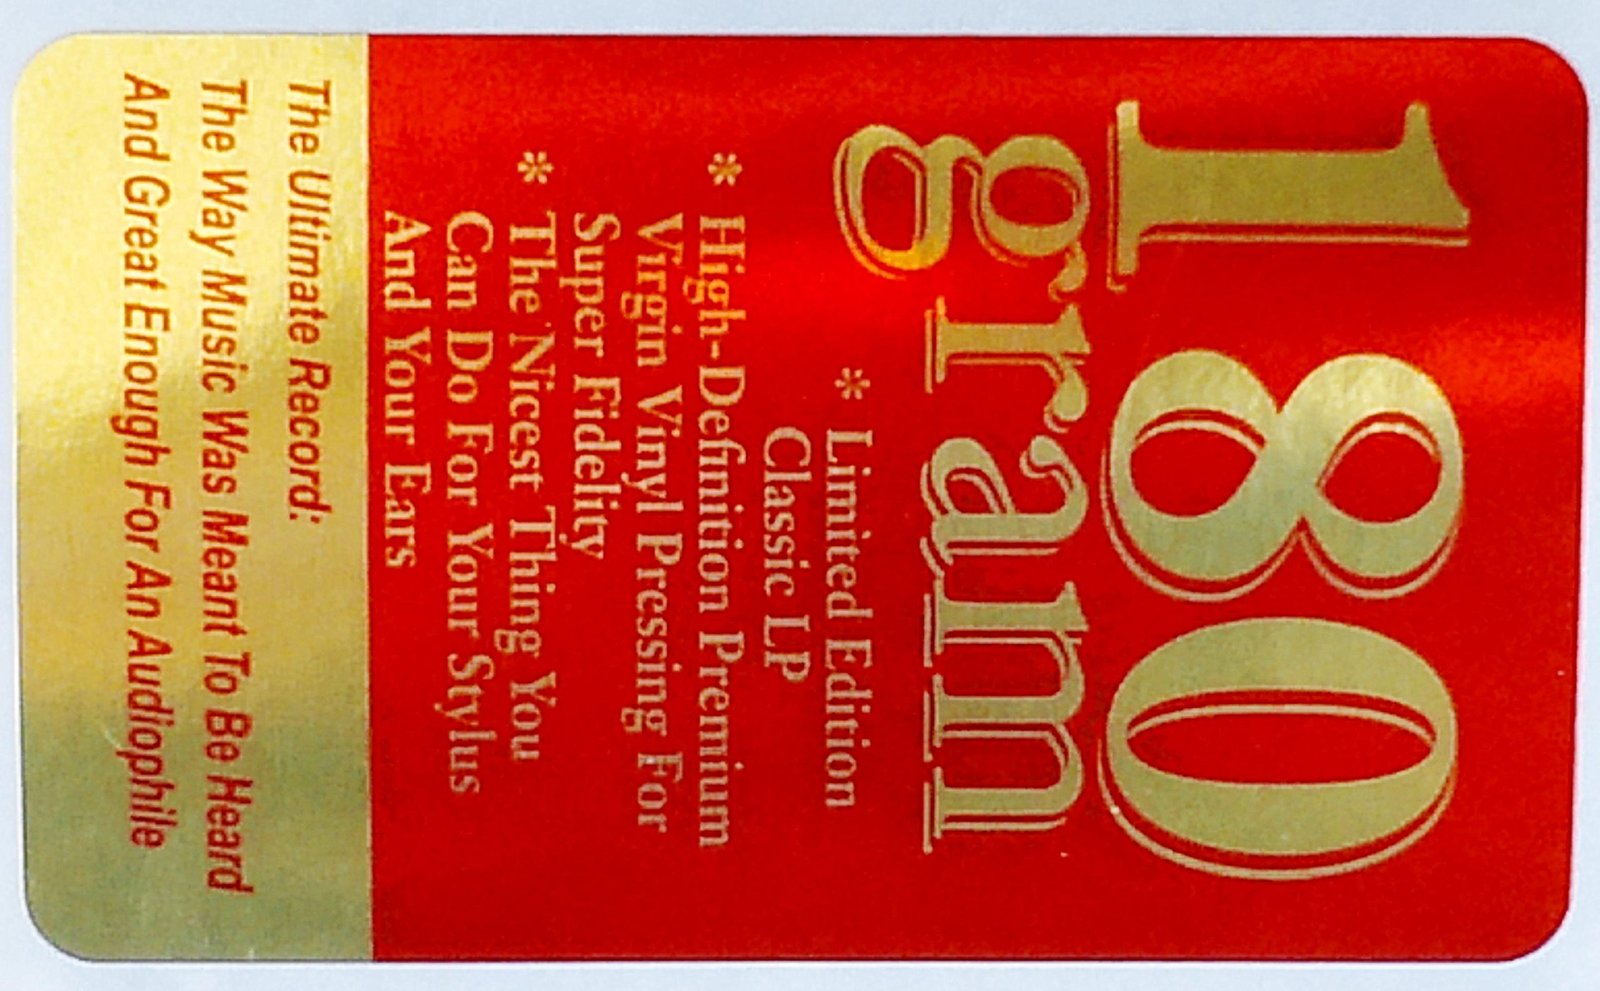 180
gram
* Limited Edition
Classic LP
* High-Definition Premium
Virgin Vinyl Pressing For
Super Fidelity
* The Nicest Thing You
Can Do For Your Stylus
And Your Ears
The Ultimate Record:
The Way Music Was Meant To Be Heard
And Great Enough For An Audiophile